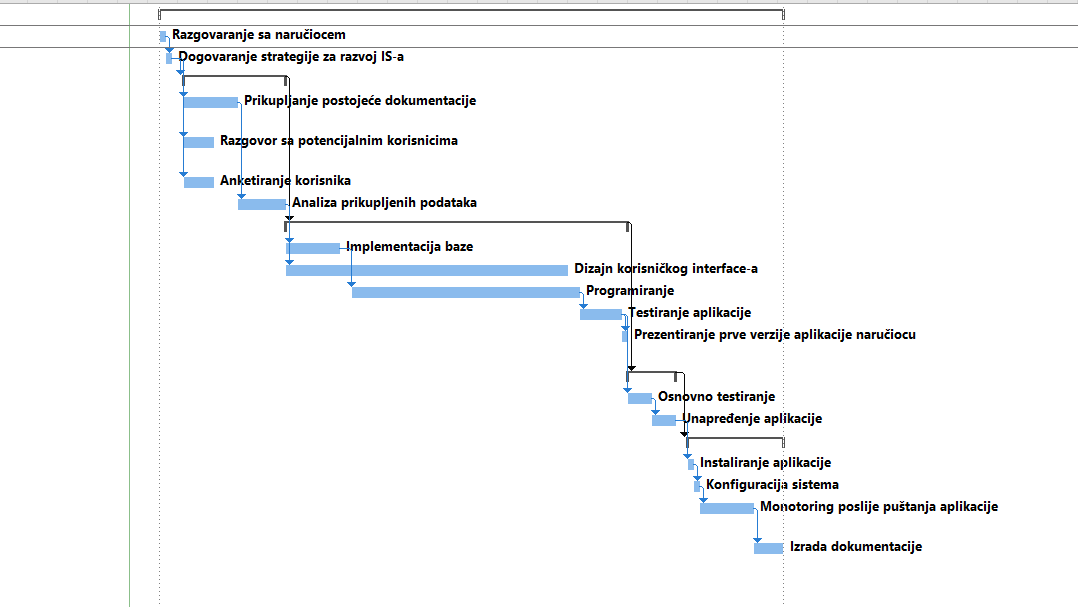 Razgovaranje sa naručiocem
Dogovaranje strategije za razvoj IS-a
Prikupljanje postojeće dokumentacije
Razgovor sa potencijalnim korisnicima
Anketiranje korisnika
Analiza prikupljenih podataka
Implementacija baze
Dizajn korisničkog interface-a
Programiranje
Testiranje aplikacije
Prezentiranje prve verzije aplikacije naručiocu
Osnovno testiranje
Unapređenje aplikacije
Instaliranje aplikacije
Konfiguracija sistema
Monotoring poslije puštanja aplikacije
Izrada dokumentacije